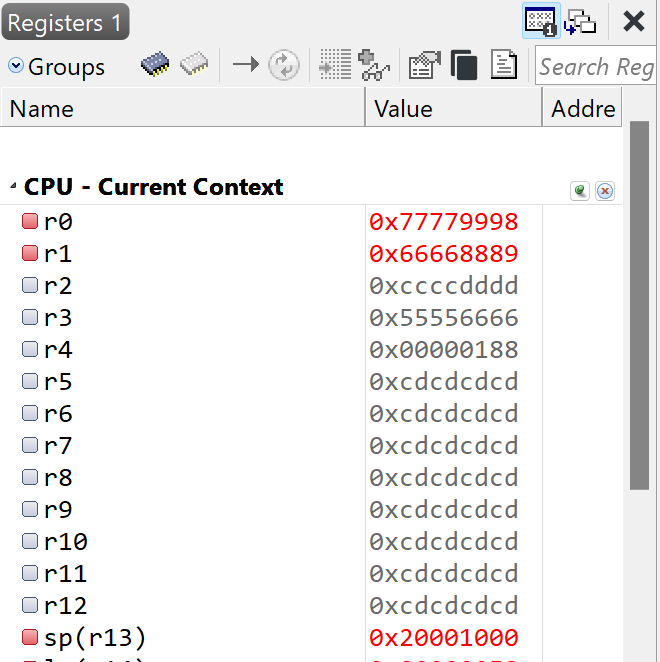 Registers 1
Groups
Search Reg
Name Value Addre
CPU - Current Context
r0 0x77779998
r1 0x66668889
r2 0xccccdddd
r3 0x55556666
r4 0x00000188
r5 0xcdcdcdcd
r6 0xcdcdcdcd
r7 0xcdcdcdcd
r8 0xcdcdcdcd
r9 0xcdcdcdcd
r10 0xcdcdcdcd
r11 0xcdcdcdcd
r12 0xcdcdcdcd
sp(r13) 0x20001000